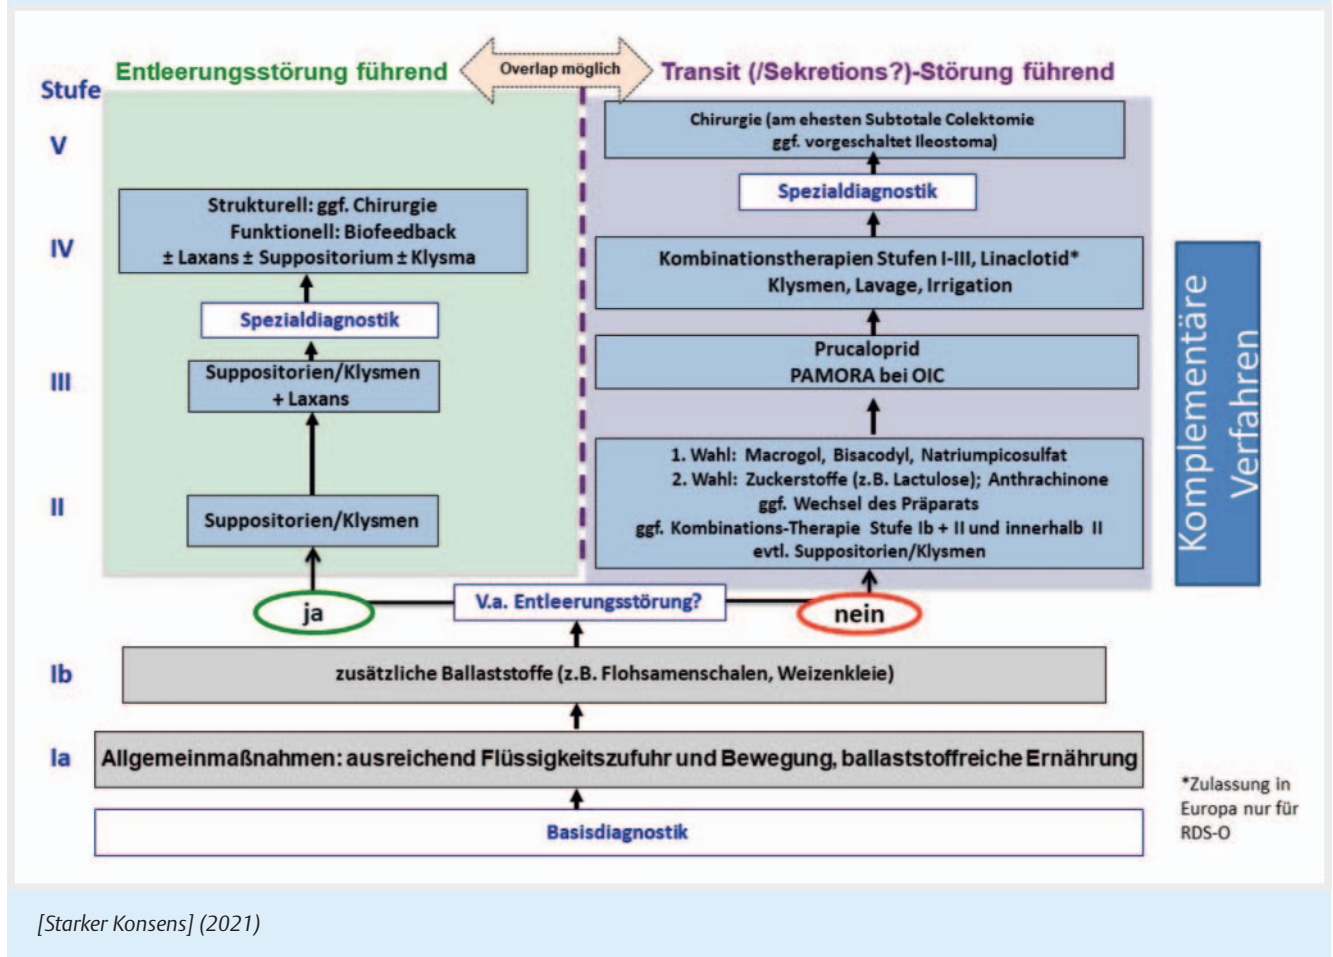 Entleerungsstörung führend
Overlap möglich
Transit (/Sekretions?)-Störung führend
Stufe
V
Chirurgie (am ehesten Subtotale Colektomie
ggf. vorgeschaltet Ileostoma)
Spezialdiagnostik
IV
Strukturell: ggf. Chirurgie
Funktionell: Biofeedback
± Laxans ± Suppositorium ± Klysma
Kombinationstherapien Stufen I-III, Linaclotid*
Klysmen, Lavage, Irrigation
Spezialdiagnostik
III
Suppositorien/Klysmen
+ Laxans
Prucaloprid
PAMORA bei OIC
II
Suppositorien/Klysmen
1. Wahl: Macrogol, Bisacodyl, Natriumpicosulfat
2. Wahl: Zuckerstoffe (z.B. Lactulose); Anthrachinone
ggf. Wechsel des Präparats
ggf. Kombinations-Therapie Stufe Ib + II und innerhalb II
evtl. Suppositorien/Klysmen
Komplementäre
Verfahren
ja
V.a. Entleerungsstörung?
nein
Ib
zusätzliche Ballaststoffe (z.B. Flohsamenschalen, Weizenkleie)
Ia
Allgemeinmaßnahmen: ausreichend Flüssigkeitszufuhr und Bewegung, ballaststoffreiche Ernährung
Basisdiagnostik
*Zulassung in
Europa nur für
RDS-O
[Starker Konsens] (2021)